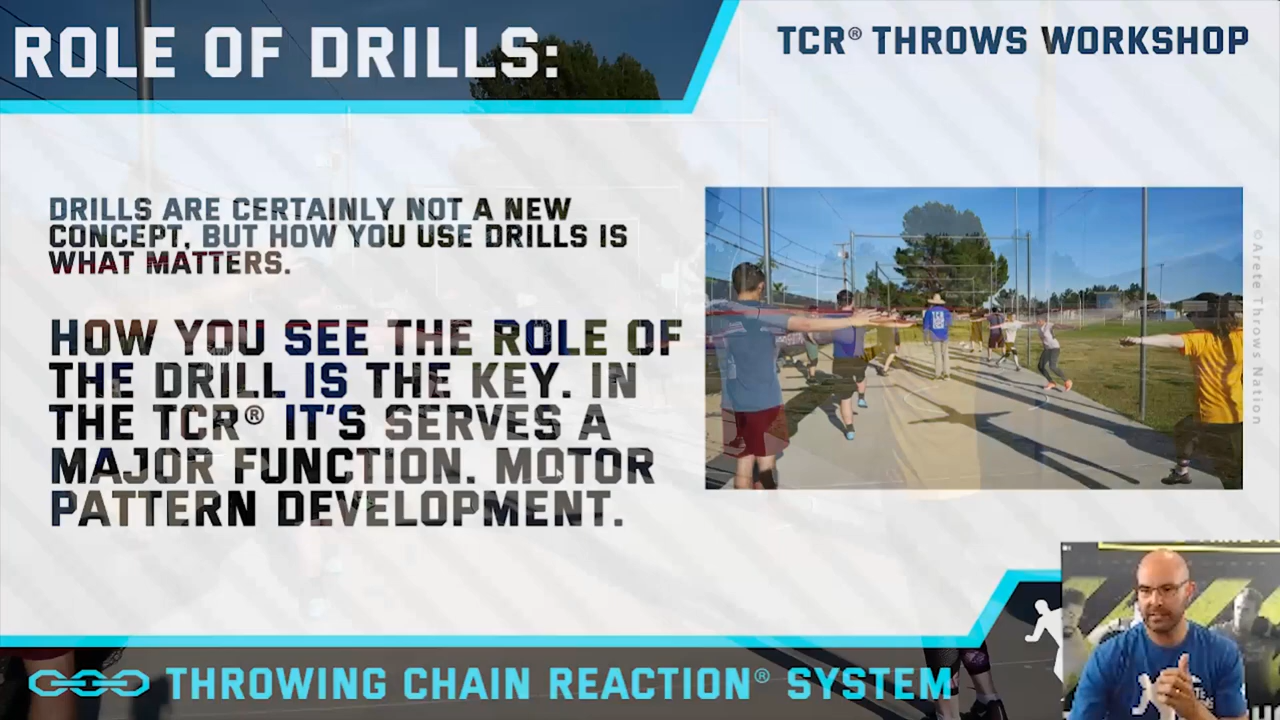 ROLE OF DRILLS:
TCR® THROWS WORKSHOP
DRILLS ARE CERTAINLY NOT A NEW
CONCEPT, BUT HOW YOU USE DRILLS IS
WHAT MATTERS.
HOW YOU SEE THE ROLE OF
THE DRILL IS THE KEY. IN
THE TCR® IT'S SERVES A
MAJOR FUNCTION. MOTOR
PATTERN DEVELOPMENT.
©Arete Throws Nation
THROWING CHAIN REACTION® SYSTEM